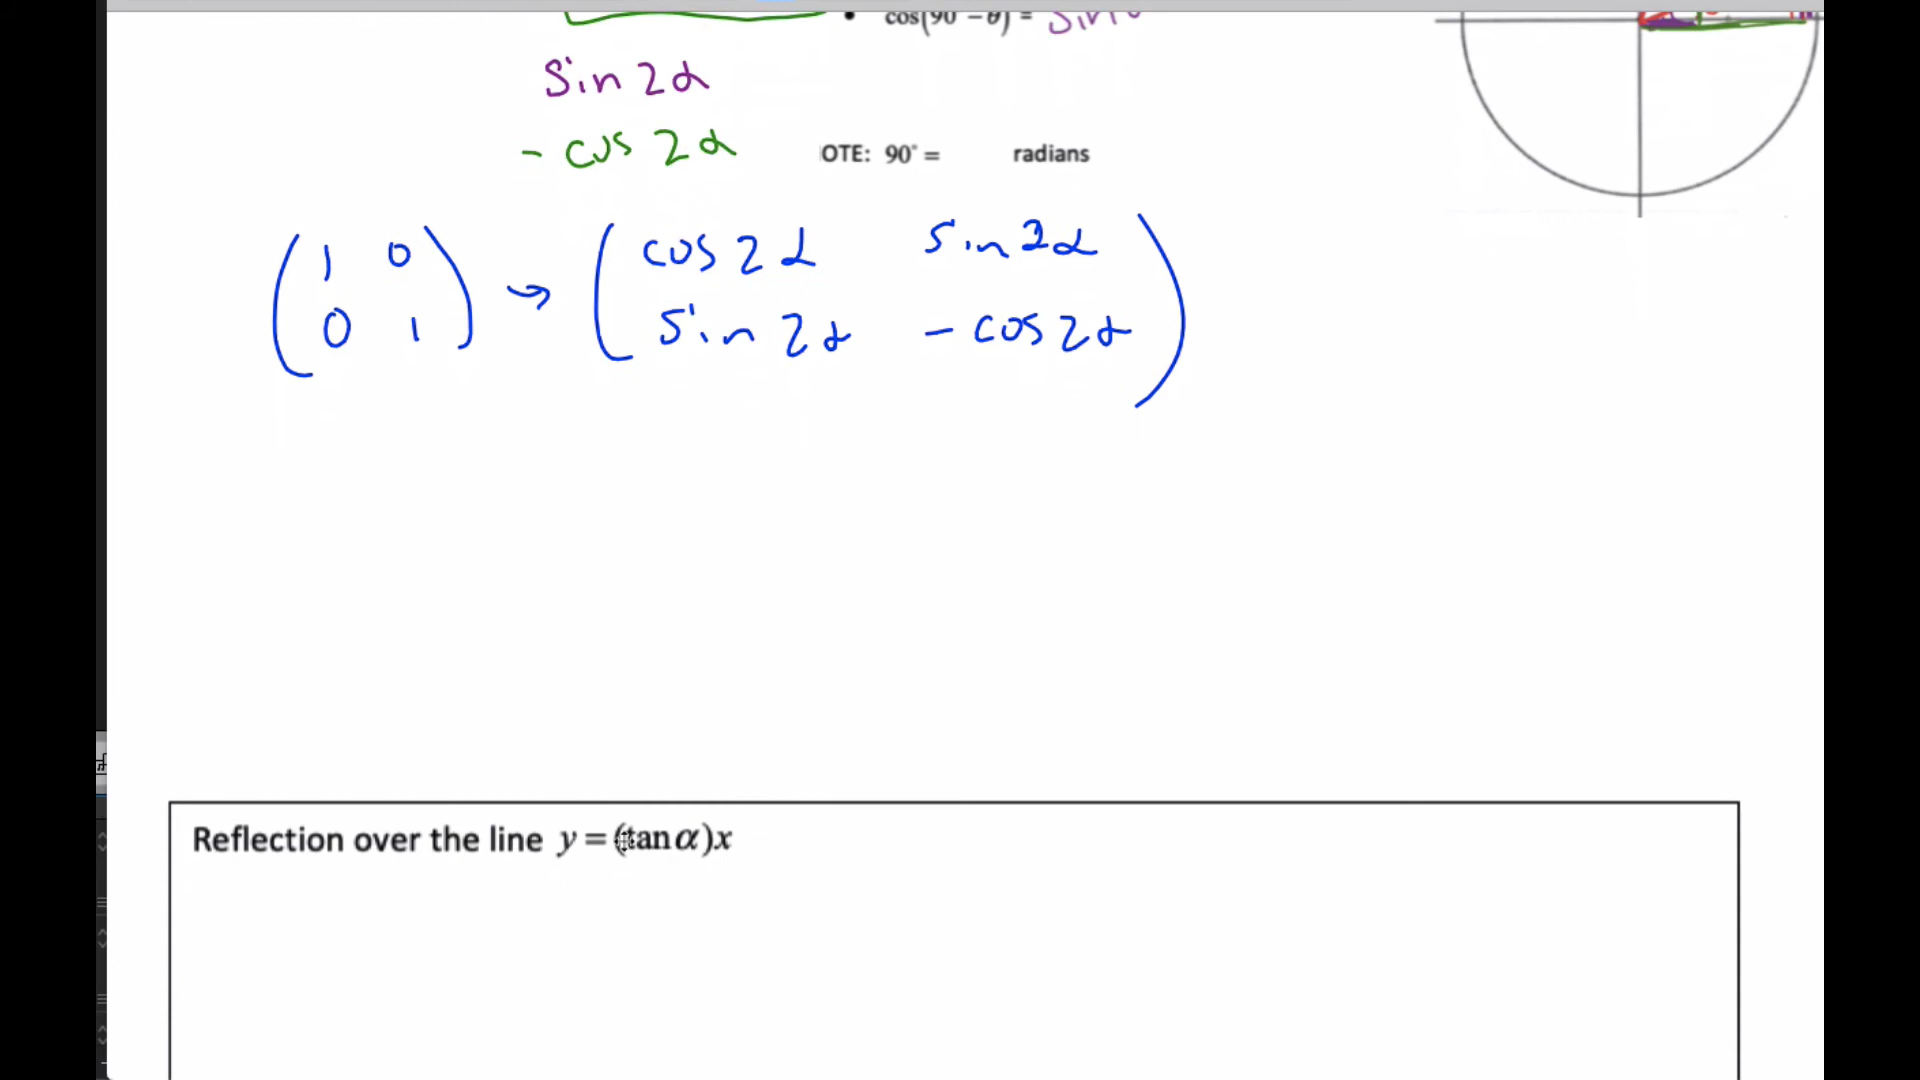 • cos(90° − θ) = sin θ
sin 2α
− cos 2α
OTE: 90° = radians
( 1 0 → ( cos 2α sin 2α
0 1 ) sin 2α − cos 2α )
Reflection over the line y = (tan α)x